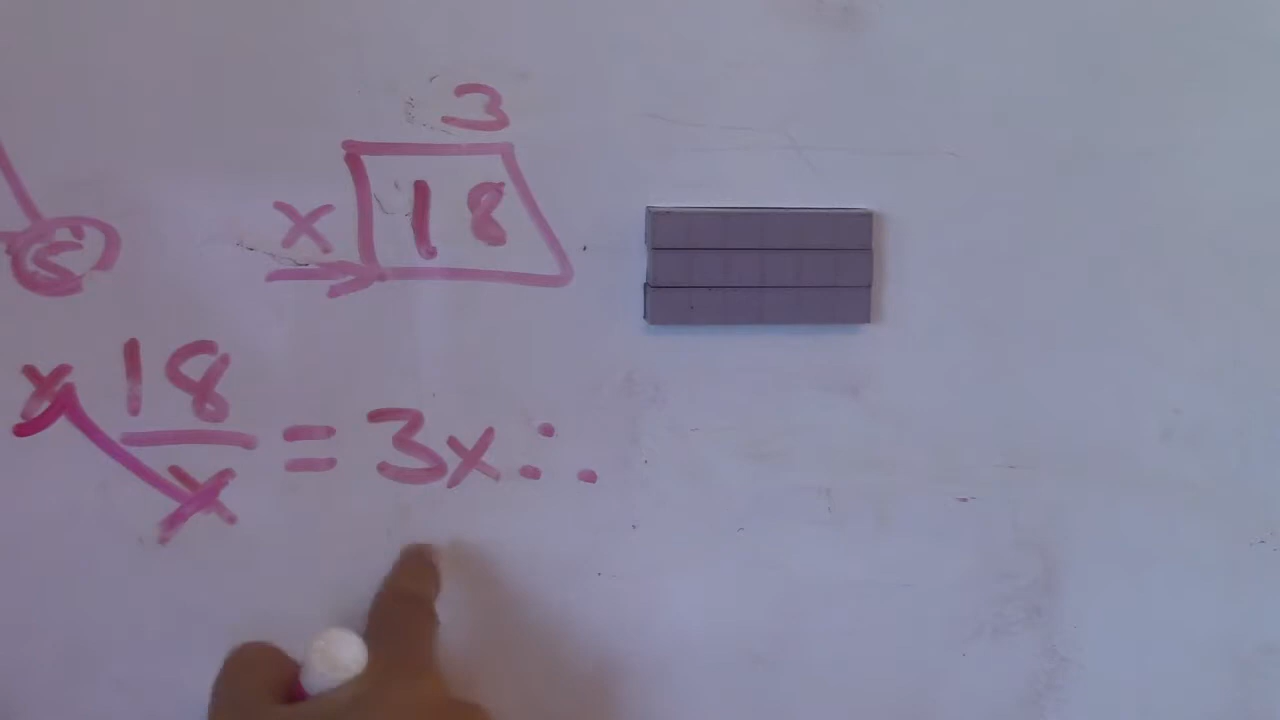 3
x 18
5
x 18/x = 3x ∴